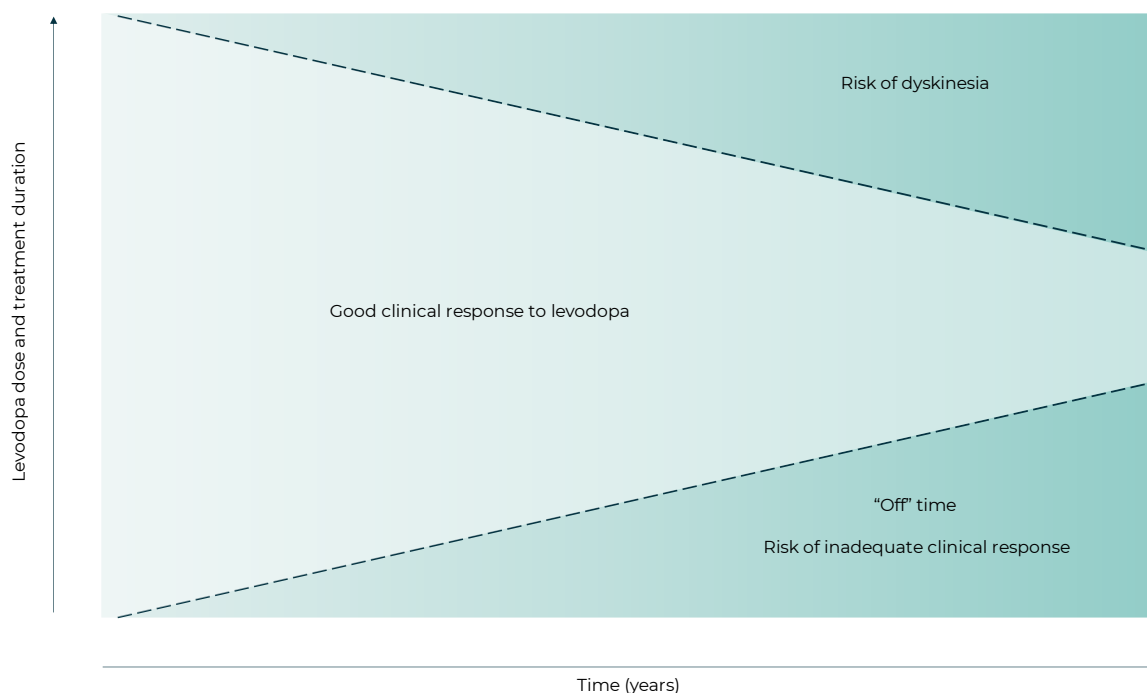 Levodopa dose and treatment duration
Risk of dyskinesia
Good clinical response to levodopa
“Off” time
Risk of inadequate clinical response
Time (years)